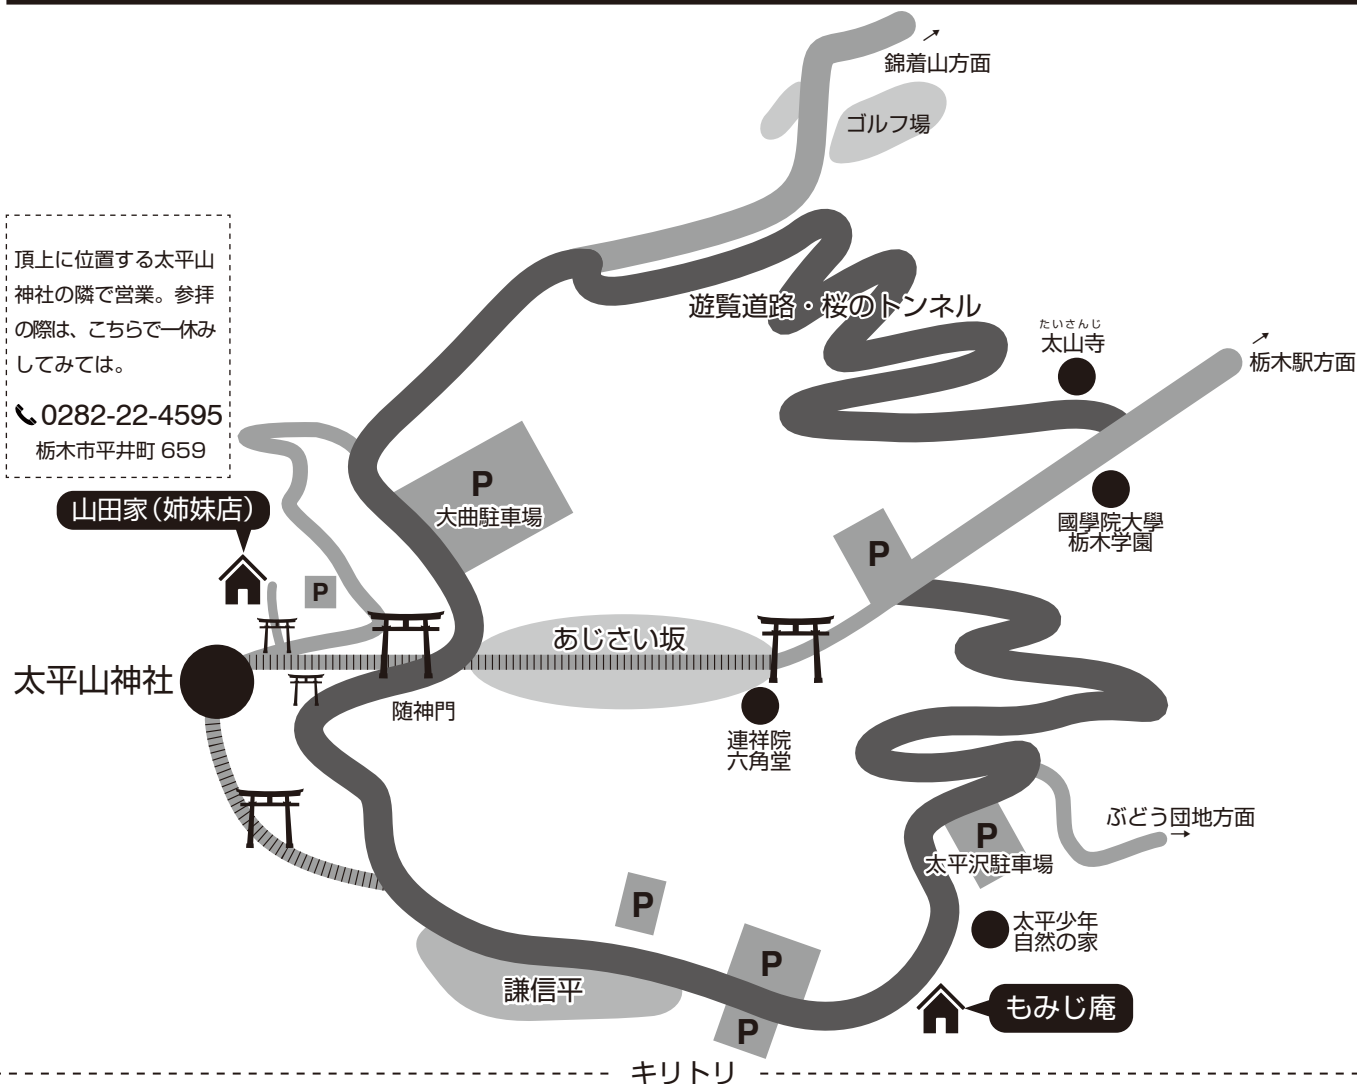 錦着山方面
ゴルフ場
頂上に位置する太平山
神社の隣で営業。参拝
の際は、こちらで一休み
してみては。
0282-22-4595
栃木市平井町 659
遊覧道路・桜のトンネル
たいさんじ
太山寺
栃木駅方面
P
大曲駐車場
山田家(姉妹店)
國學院大學
栃木学園
P
P
あじさい坂
太平山神社
随神門
連祥院
六角堂
ぶどう団地方面
P
太平沢駐車場
P
太平少年
自然の家
P
謙信平
もみじ庵
P
キリトリ